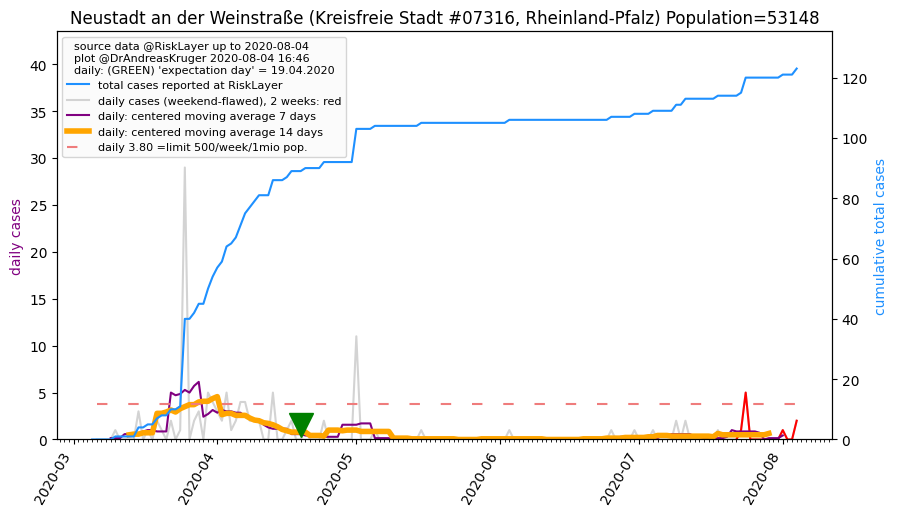 Neustadt an der Weinstraße (Kreisfreie Stadt #07316, Rheinland-Pfalz) Population=53148
source data @RiskLayer up to 2020-08-04
plot @DrAndreasKruger 2020-08-04 16:46
daily: (GREEN) 'expectation day' = 19.04.2020
total cases reported at RiskLayer
daily cases (weekend-flawed), 2 weeks: red
daily: centered moving average 7 days
daily: centered moving average 14 days
daily 3.80 =limit 500/week/1mio pop.
daily cases
40
35
30
25
20
15
10
5
0
cumulative total cases
120
100
80
60
40
20
0
2020-03
2020-04
2020-05
2020-06
2020-07
2020-08